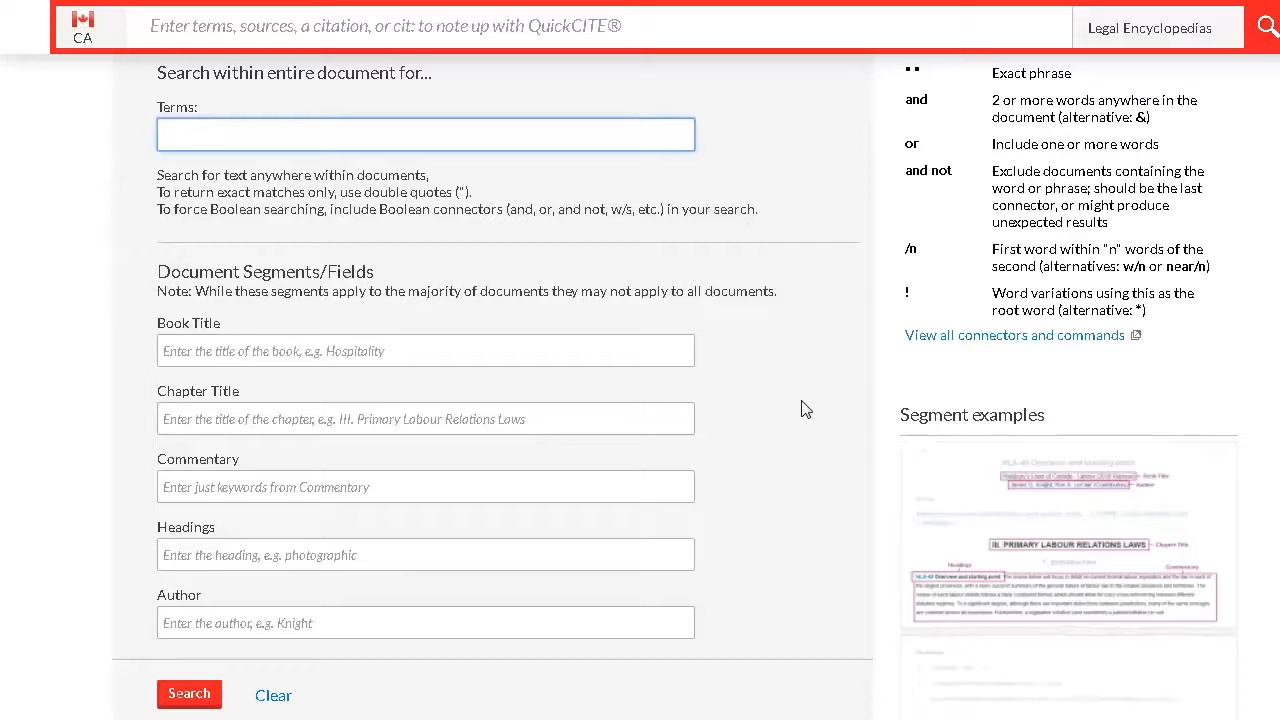 CA
Enter terms, sources, a citation, or cit: to note up with QuickCITE®
Legal Encyclopedias
Search within entire document for...
Terms:
Search for text anywhere within documents,
To return exact matches only, use double quotes (").
To force Boolean searching, include Boolean connectors (and, or, and not, w/s, etc.) in your search.
Document Segments/Fields
Note: While these segments apply to the majority of documents they may not apply to all documents.
Book Title
Enter the title of the book, e.g. Hospitality
Chapter Title
Enter the title of the chapter, e.g. III. Primary Labour Relations Laws
Commentary
Enter just keywords from
Headings
Enter the heading, e.g. photographic
Author
Enter the author, e.g. Knight
Search
Clear
" " Exact phrase
and 2 or more words anywhere in the
document (alternative: &)
or Include one or more words
and not Exclude documents containing the
word or phrase; should be the last
connector, or might produce
unexpected results
/n First word within "n" words of the
second (alternatives: w/n or near/n)
! Word variations using this as the
root word (alternative: *)
View all connectors and commands
Segment examples
III. PRIMARY LABOUR RELATIONS LAWS
Chapter Title
Headings
Commentary